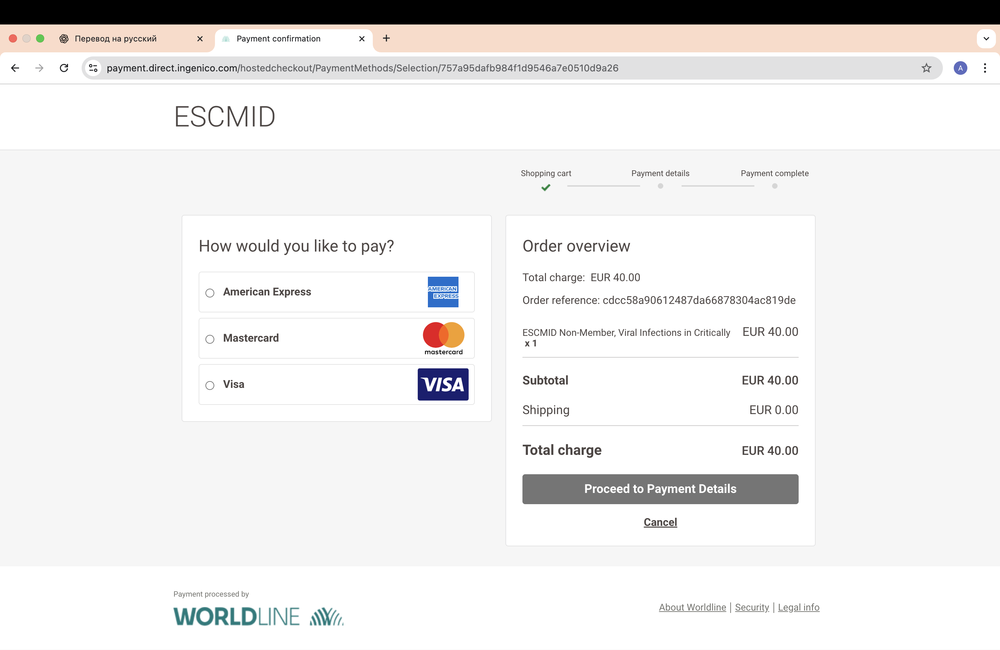 Перевод на русский
Payment confirmation
payment.direct.ingenico.com/hostedcheckout/PaymentMethods/Selection/757a95dafb984f1d9546a7e0510d9a26
A
ESCMID
Shopping cart
Payment details
Payment complete
How would you like to pay?
American Express
AMERICAN
EXPRESS
Mastercard
mastercard
Visa
VISA
Order overview
Total charge: EUR 40.00
Order reference: cdcc58a90612487da66878304ac819de
ESCMID Non-Member, Viral Infections in Critically EUR 40.00
x 1
Subtotal EUR 40.00
Shipping EUR 0.00
Total charge EUR 40.00
Proceed to Payment Details
Cancel
Payment processed by
WORLDLINE
About Worldline | Security | Legal info